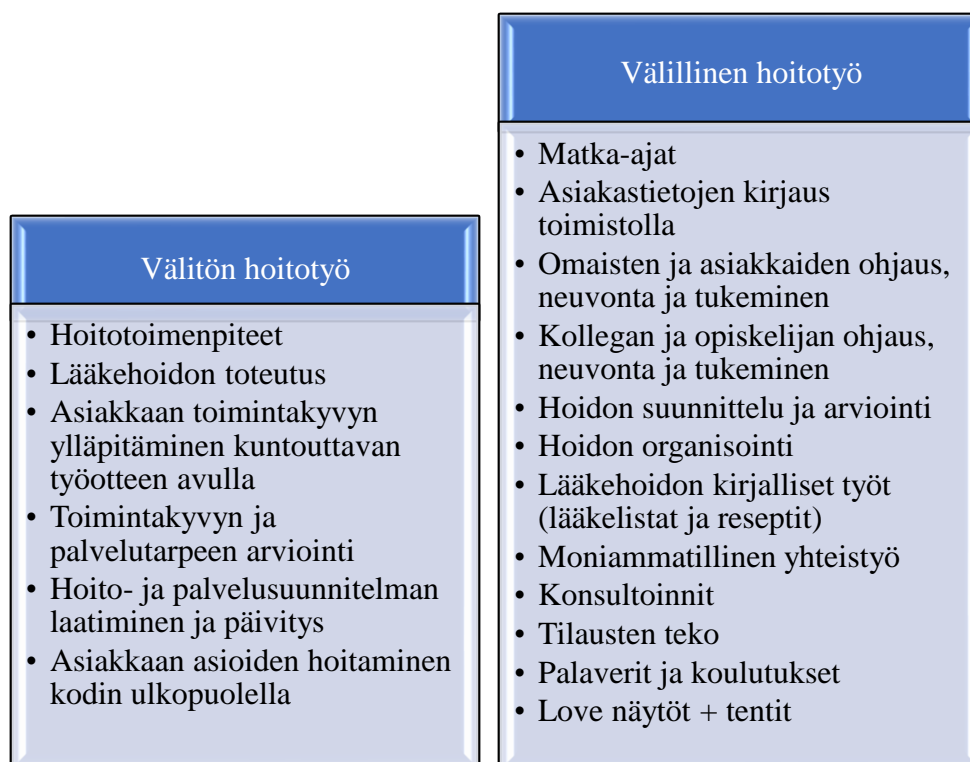 Välitön hoitotyö
• Hoitotoimenpiteet
• Lääkehoidon toteutus
• Asiakkaan toimintakyvyn
ylläpitäminen kuntouttavan
työotteen avulla
• Toimintakyvyn ja
palvelutarpeen arviointi
• Hoito- ja palvelusuunnitelman
laatiminen ja päivitys
• Asiakkaan asioiden hoitaminen
kodin ulkopuolella
Välillinen hoitotyö
• Matka-ajat
• Asiakastietojen kirjaus
toimistolla
• Omaisten ja asiakkaiden ohjaus,
neuvonta ja tukeminen
• Kollegan ja opiskelijan ohjaus,
neuvonta ja tukeminen
• Hoidon suunnittelu ja arviointi
• Hoidon organisointi
• Lääkehoidon kirjalliset työt
(lääkelistat ja reseptit)
• Moniammatillinen yhteistyö
• Konsultoinnit
• Tilausten teko
• Palaverit ja koulutukset
• Love näytöt + tentit